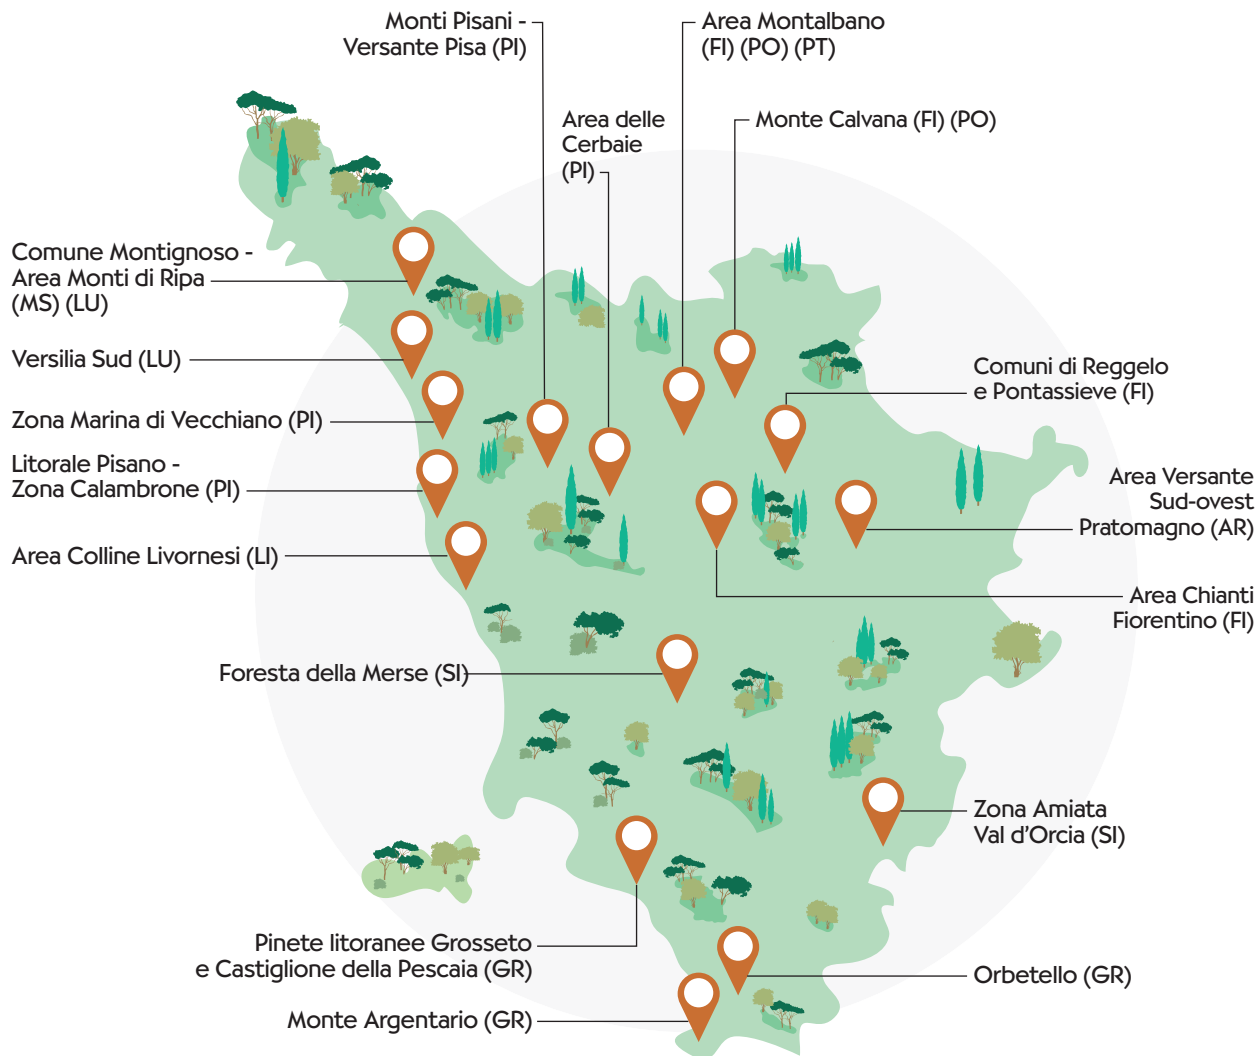 Monti Pisani -
Versante Pisa (PI)
Area Montalbano
(FI) (PO) (PT)
Area delle
Cerbaie
(PI)
Monte Calvana (FI) (PO)
Comune Montignoso -
Area Monti di Ripa
(MS) (LU)
Versilia Sud (LU)
Zona Marina di Vecchiano (PI)
Litorale Pisano -
Zona Calambrone (PI)
Area Colline Livornesi (LI)
Comuni di Reggelo
e Pontassieve (FI)
Area Versante
Sud-ovest
Pratomagno (AR)
Area Chianti
Fiorentino (FI)
Foresta della Merse (SI)
Zona Amiata
Val d'Orcia (SI)
Pinete litoranee Grosseto
e Castiglione della Pescaia (GR)
Orbetello (GR)
Monte Argentario (GR)